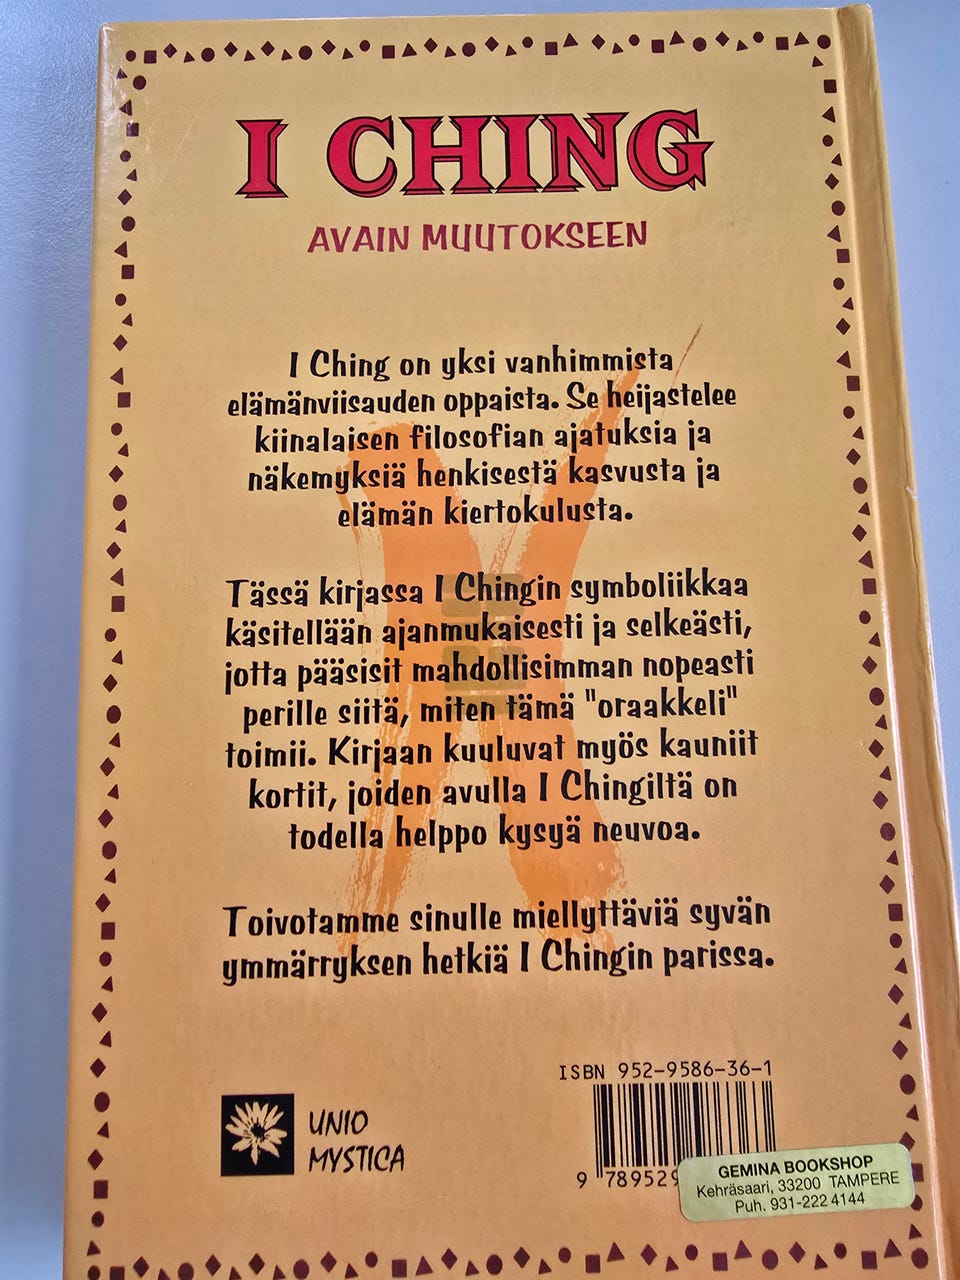 I CHING
AVAIN MUUTOKSEEN
I Ching on yksi vanhimmista
elämänviisauden oppaista. Se heijastelee
kiinalaisen filosofian ajatuksia ja
näkemyksiä henkisestä kasvusta ja
elämän kiertokulusta.
Tässä kirjassa I Chingin symboliikkaa
käsitellään ajanmukaisesti ja selkeästi,
jotta pääsisit mahdollisimman nopeasti
perille siitä, miten tämä "oraakkeli"
toimii. Kirjaan kuuluvat myös kauniit
kortit, joiden avulla I Chingiltä on
todella helppo kysyä neuvoa.
Toivotamme sinulle miellyttäviä syvän
ymmärryksen hetkiä I Chingin parissa.
ISBN 952-9586-36-1
UNIO
MYSTICA
9 789529
GEMINA BOOKSHOP
Kehräsaari, 33200 TAMPERE
Puh. 931-222 4144